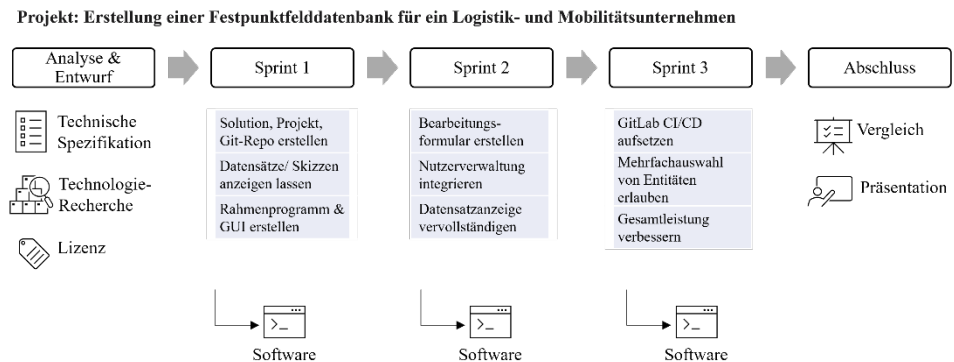 Projekt: Erstellung einer Festpunktfelddatenbank für ein Logistik- und Mobilitätsunternehmen
Analyse &
Entwurf
Sprint 1
Sprint 2
Sprint 3
Abschluss
Technische
Spezifikation
Technologie-
Recherche
Lizenz
Solution, Projekt,
Git-Repo erstellen
Datensätze/ Skizzen
anzeigen lassen
Rahmenprogramm &
GUI erstellen
Bearbeitungs-
formular erstellen
Nutzerverwaltung
integrieren
Datensatzanzeige
vervollständigen
GitLab CI/CD
aufsetzen
Mehrfachauswahl
von Entitäten
erlauben
Gesamtleistung
verbessern
Vergleich
Präsentation
Software
Software
Software